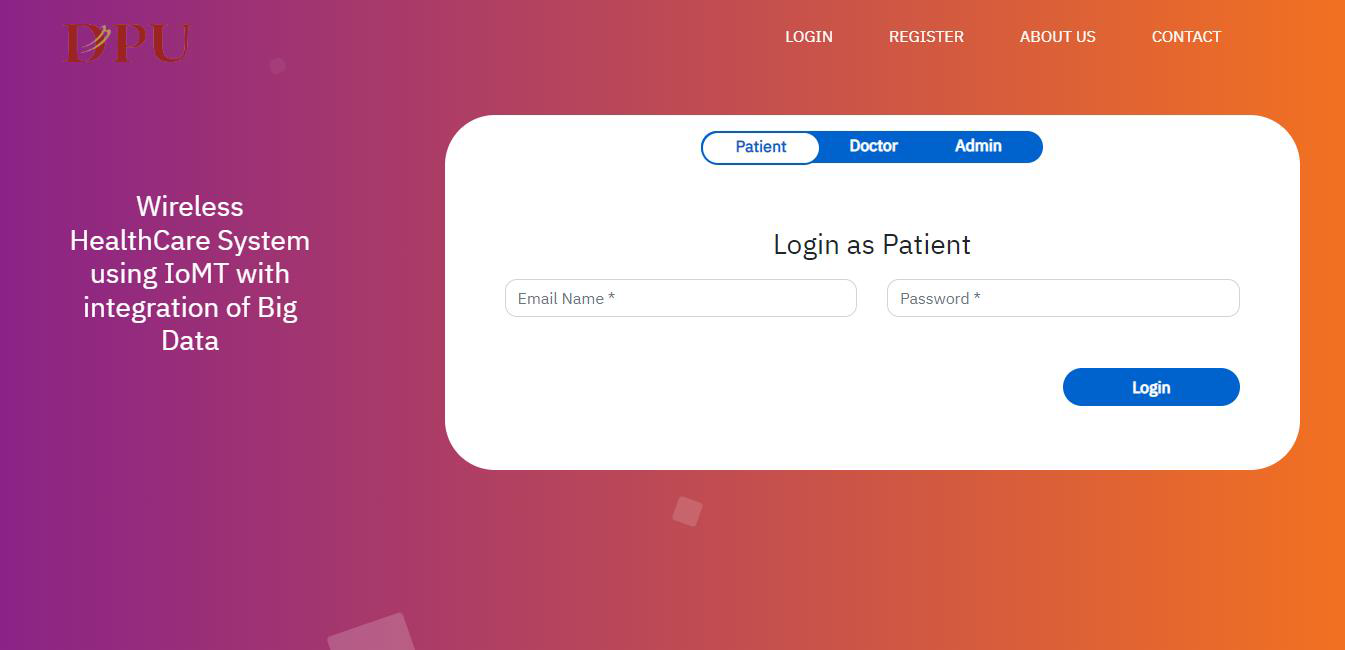 DPU
LOGIN REGISTER ABOUT US CONTACT
Patient Doctor Admin
Wireless
HealthCare System
using IoMT with
integration of Big
Data
Login as Patient
Email Name * Password *
Login